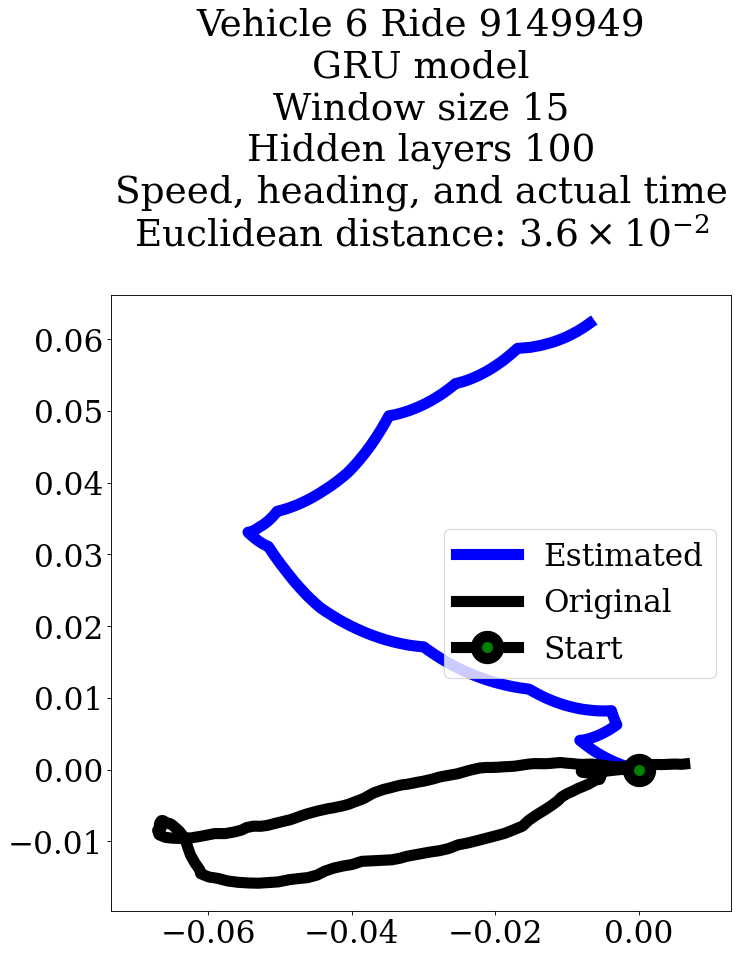 Vehicle 6 Ride 9149949
GRU model
Window size 15
Hidden layers 100
Speed, heading, and actual time
Euclidean distance: 3.6 × 10⁻²
0.06
0.05
0.04
0.03
0.02
0.01
0.00
−0.01
Estimated
Original
Start
−0.06 −0.04 −0.02 0.00